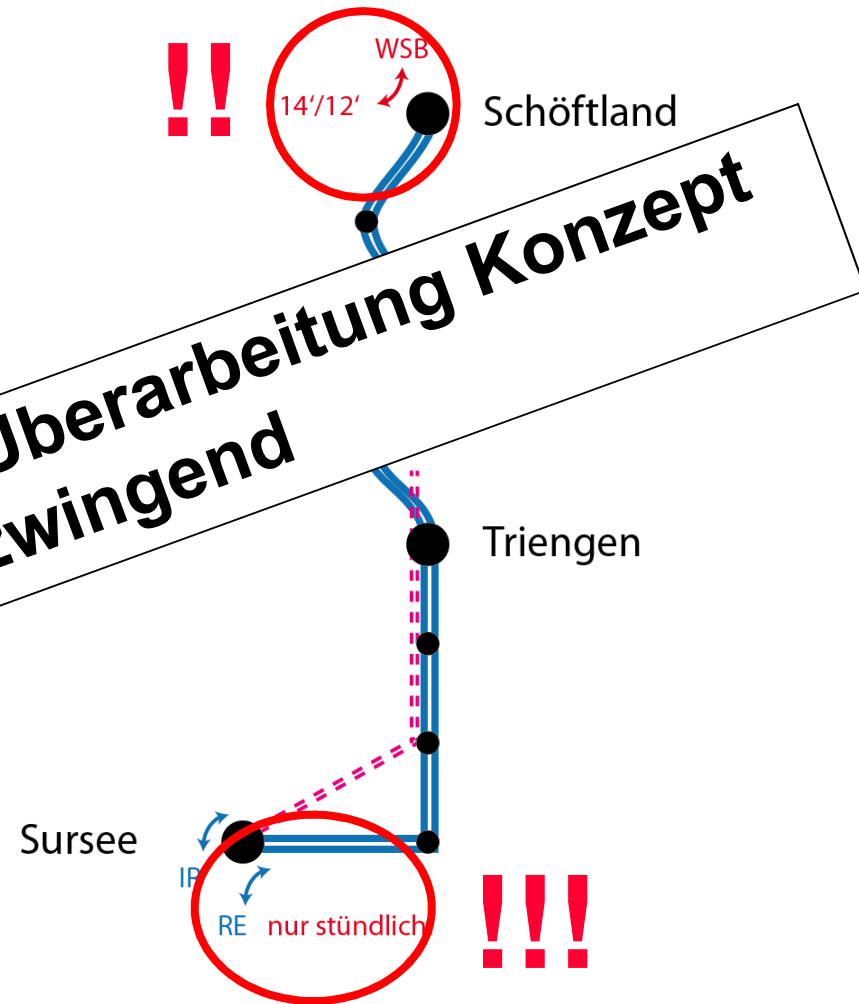 WSB
!!
14‘/12‘
Schöftland
Überarbeitung Konzept
zwingend
Triengen
Sursee
IR
RE nur stündlich
!!!